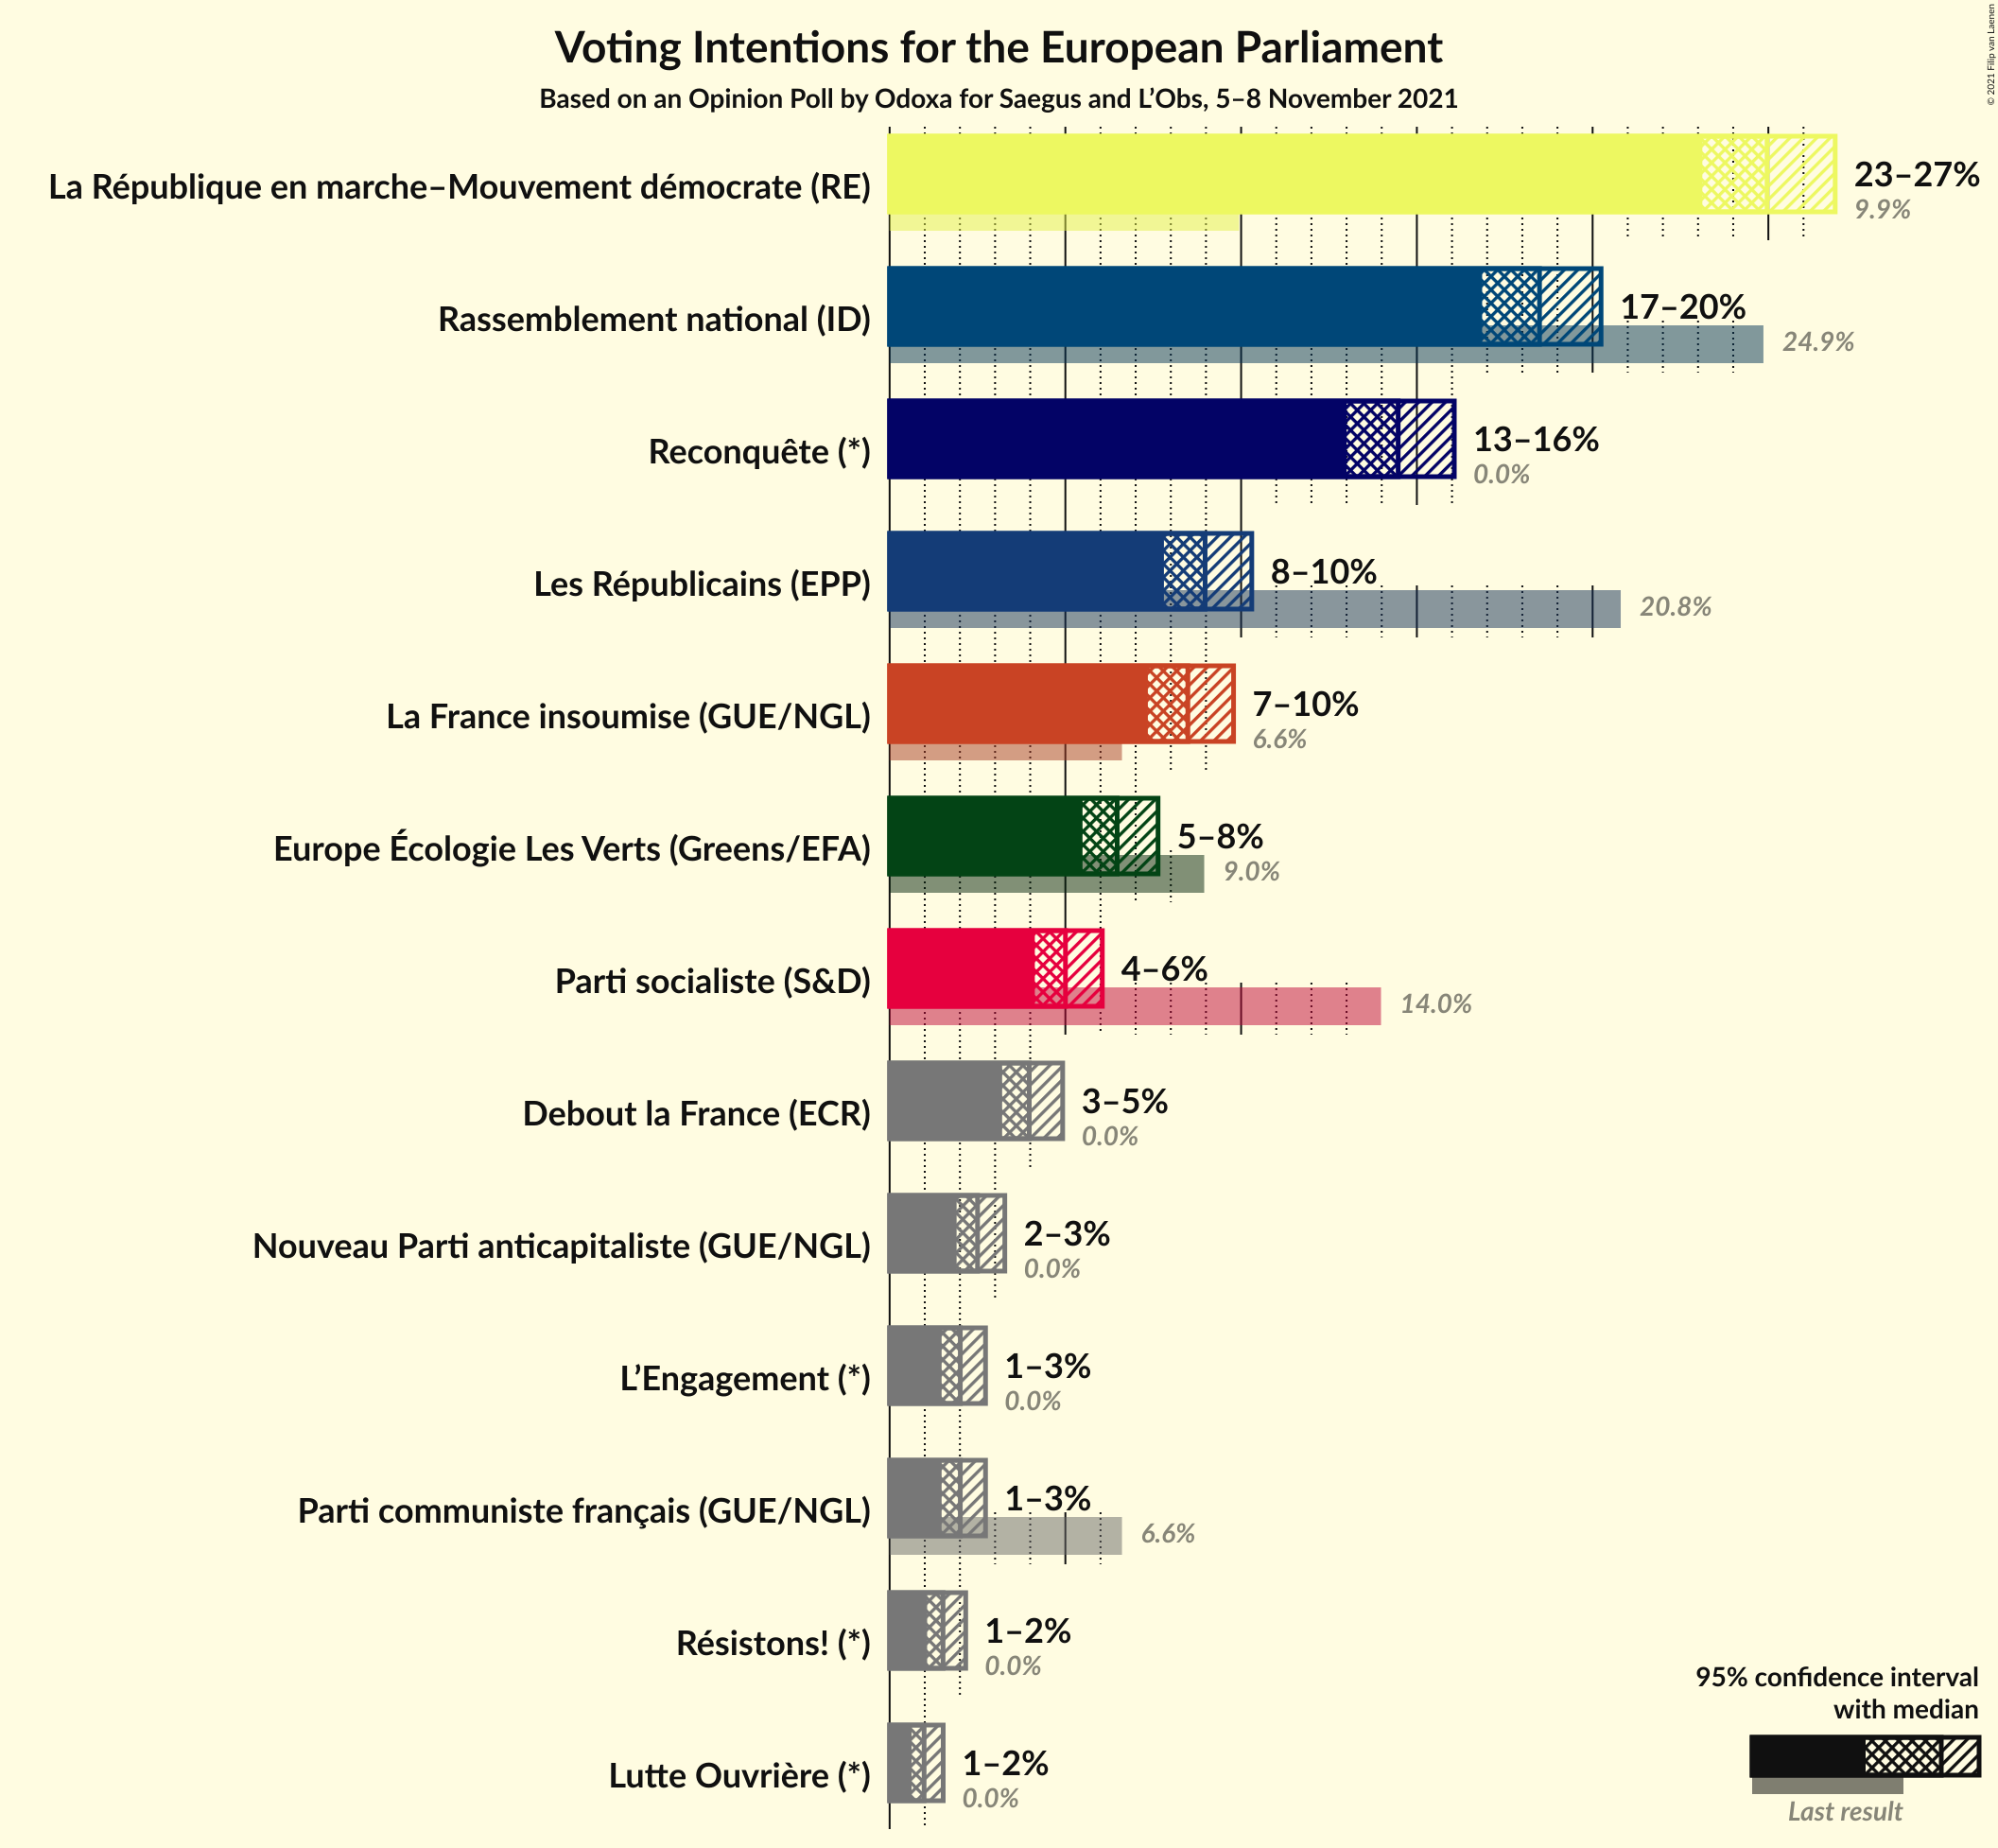 Voting Intentions for the European Parliament
Based on an Opinion Poll by Odoxa for Saegus and L’Obs, 5–8 November 2021
© 2021 Filip van Laenen
La République en marche–Mouvement démocrate (RE)
23–27%
9.9%
Rassemblement national (ID)
17–20%
24.9%
Reconquête (*)
13–16%
0.0%
Les Républicains (EPP)
8–10%
20.8%
La France insoumise (GUE/NGL)
7–10%
6.6%
Europe Écologie Les Verts (Greens/EFA)
5–8%
9.0%
Parti socialiste (S&D)
4–6%
14.0%
Debout la France (ECR)
3–5%
0.0%
Nouveau Parti anticapitaliste (GUE/NGL)
2–3%
0.0%
L’Engagement (*)
1–3%
0.0%
Parti communiste français (GUE/NGL)
1–3%
6.6%
Résistons! (*)
1–2%
0.0%
Lutte Ouvrière (*)
1–2%
0.0%
95% confidence interval
with median
Last result